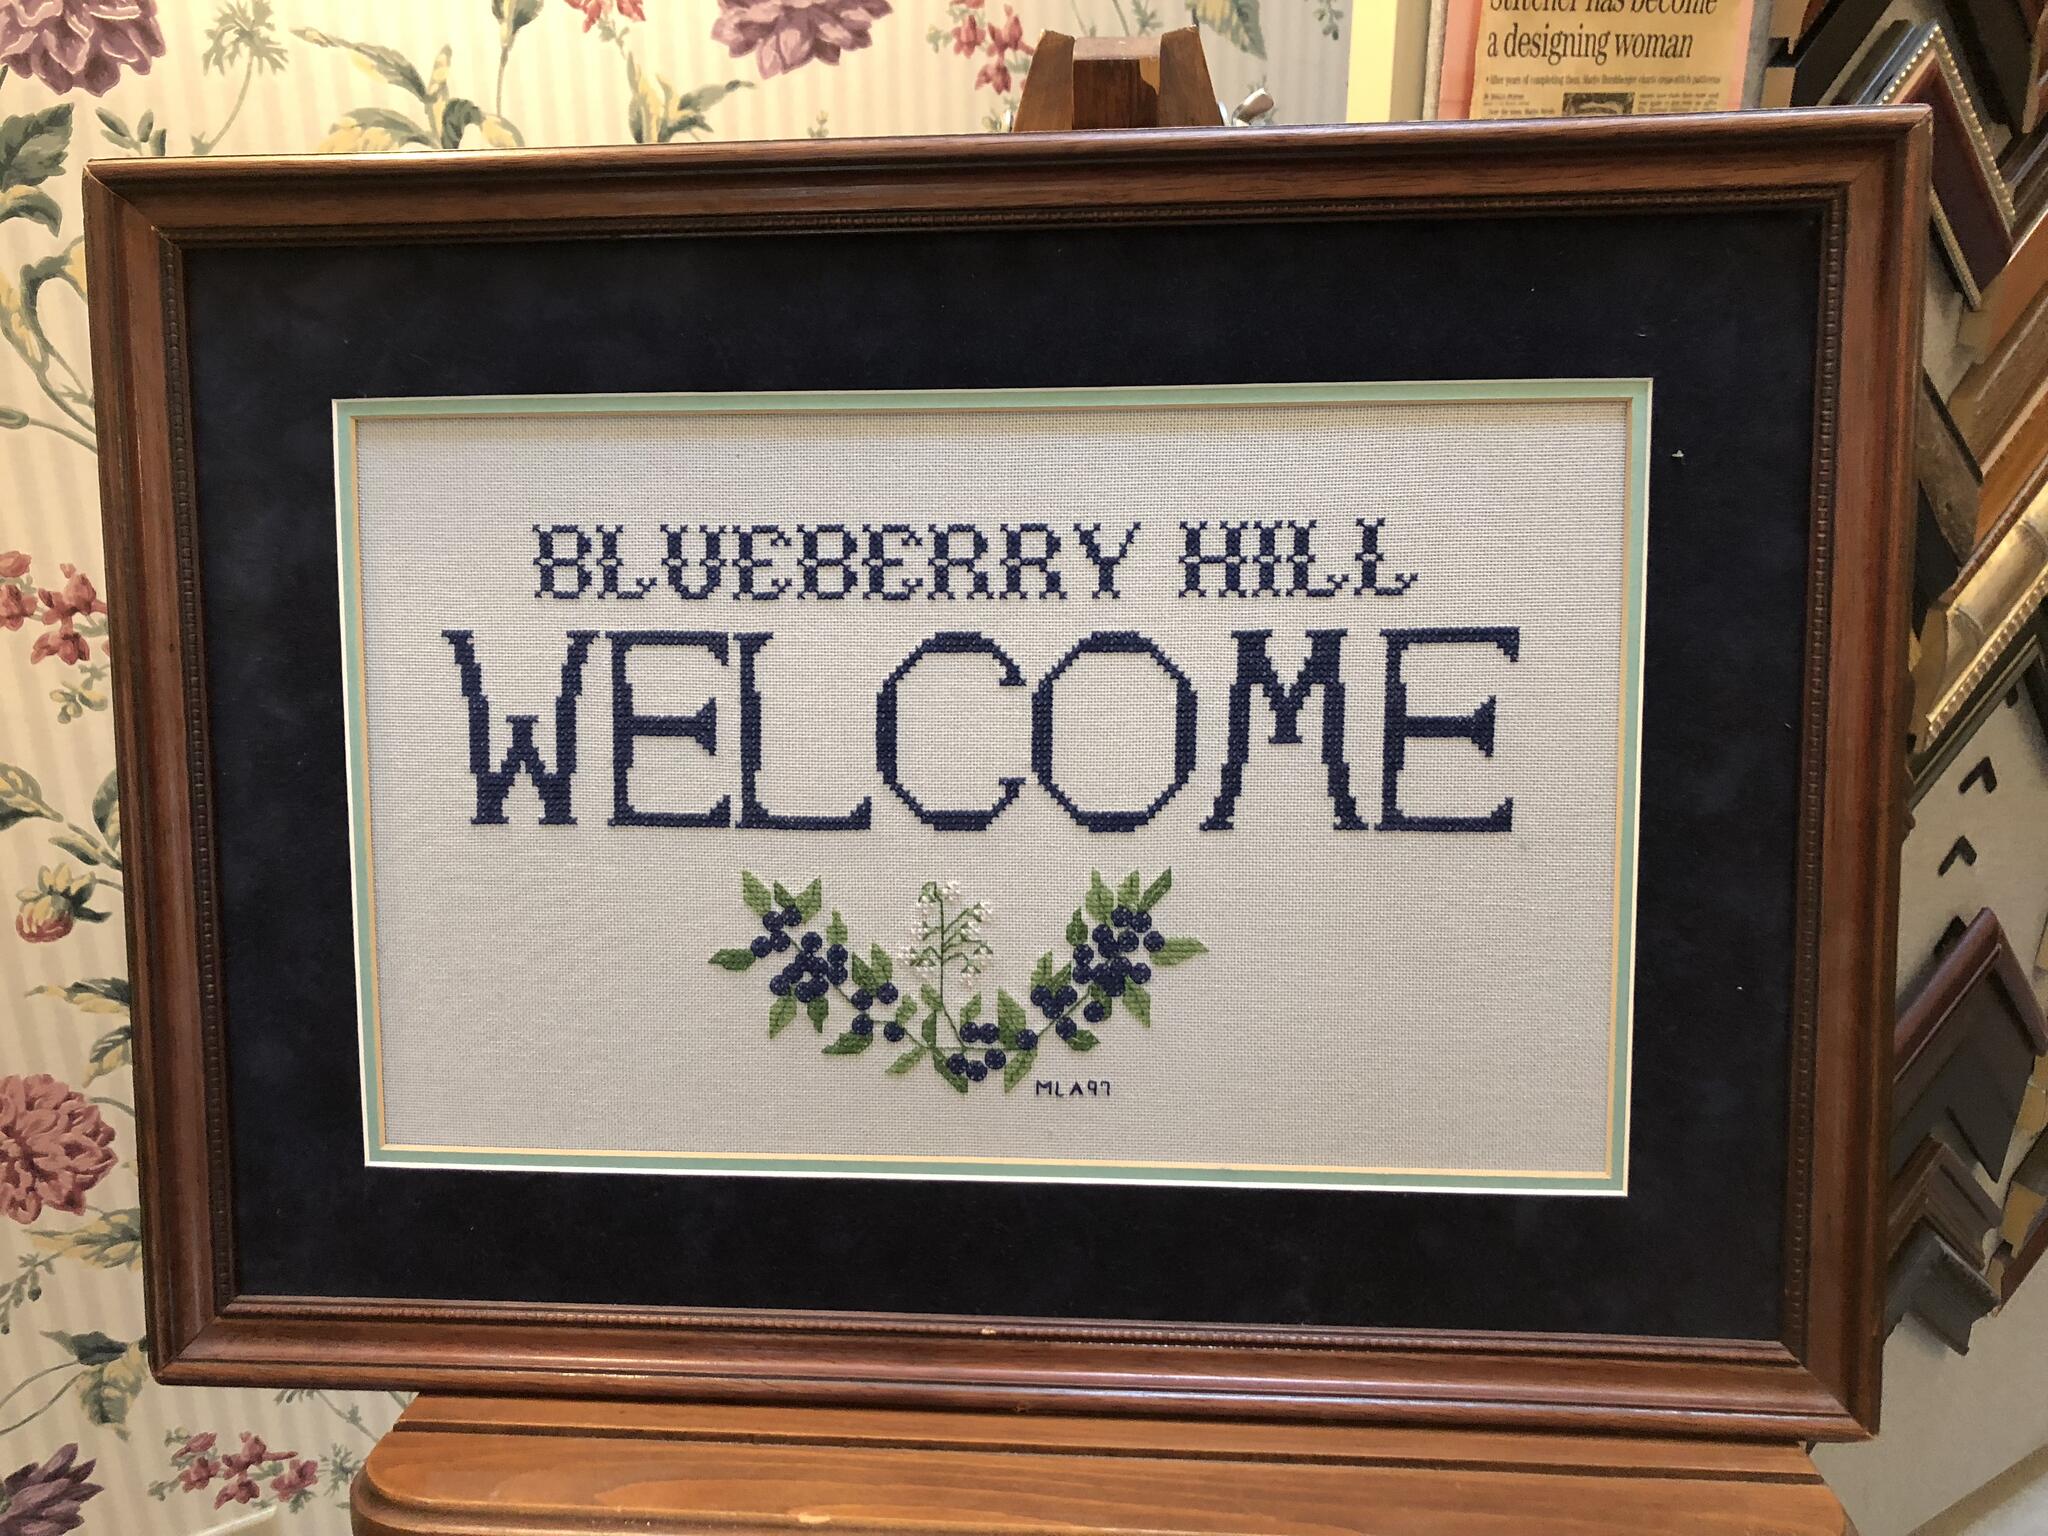 stitcher has become
a designing woman
BLUEBERRY HILL
WELCOME
MLA97